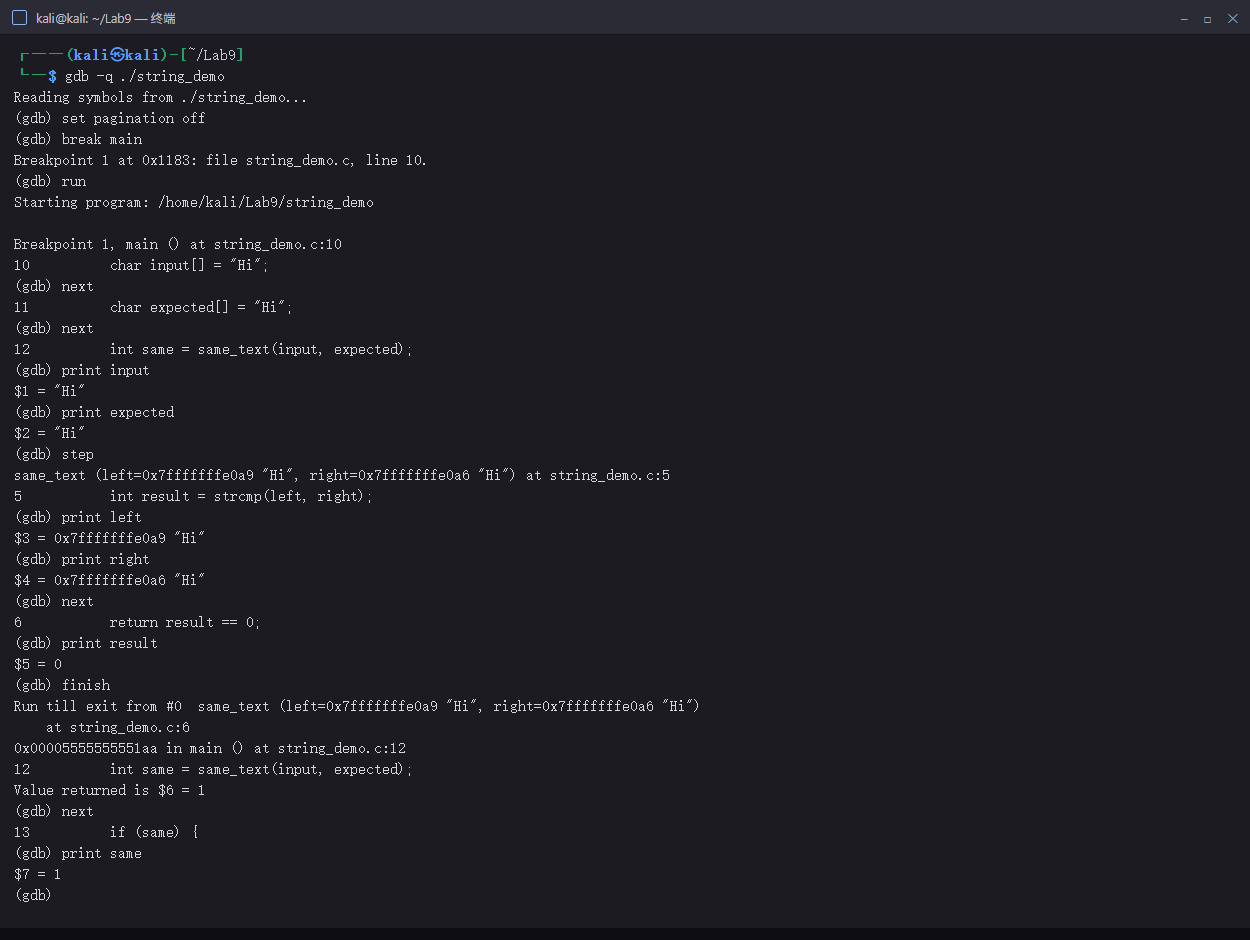 kali@kali: ~/Lab9 — 终端
┌──(kali㉿kali)-[~/Lab9]
└─$ gdb -q ./string_demo
Reading symbols from ./string_demo...
(gdb) set pagination off
(gdb) break main
Breakpoint 1 at 0x1183: file string_demo.c, line 10.
(gdb) run
Starting program: /home/kali/Lab9/string_demo
Breakpoint 1, main () at string_demo.c:10
10          char input[] = "Hi";
(gdb) next
11          char expected[] = "Hi";
(gdb) next
12          int same = same_text(input, expected);
(gdb) print input
$1 = "Hi"
(gdb) print expected
$2 = "Hi"
(gdb) step
same_text (left=0x7fffffffe0a9 "Hi", right=0x7fffffffe0a6 "Hi") at string_demo.c:5
5           int result = strcmp(left, right);
(gdb) print left
$3 = 0x7fffffffe0a9 "Hi"
(gdb) print right
$4 = 0x7fffffffe0a6 "Hi"
(gdb) next
6           return result == 0;
(gdb) print result
$5 = 0
(gdb) finish
Run till exit from #0  same_text (left=0x7fffffffe0a9 "Hi", right=0x7fffffffe0a6 "Hi")
    at string_demo.c:6
0x00005555555551aa in main () at string_demo.c:12
12          int same = same_text(input, expected);
Value returned is $6 = 1
(gdb) next
13          if (same) {
(gdb) print same
$7 = 1
(gdb)